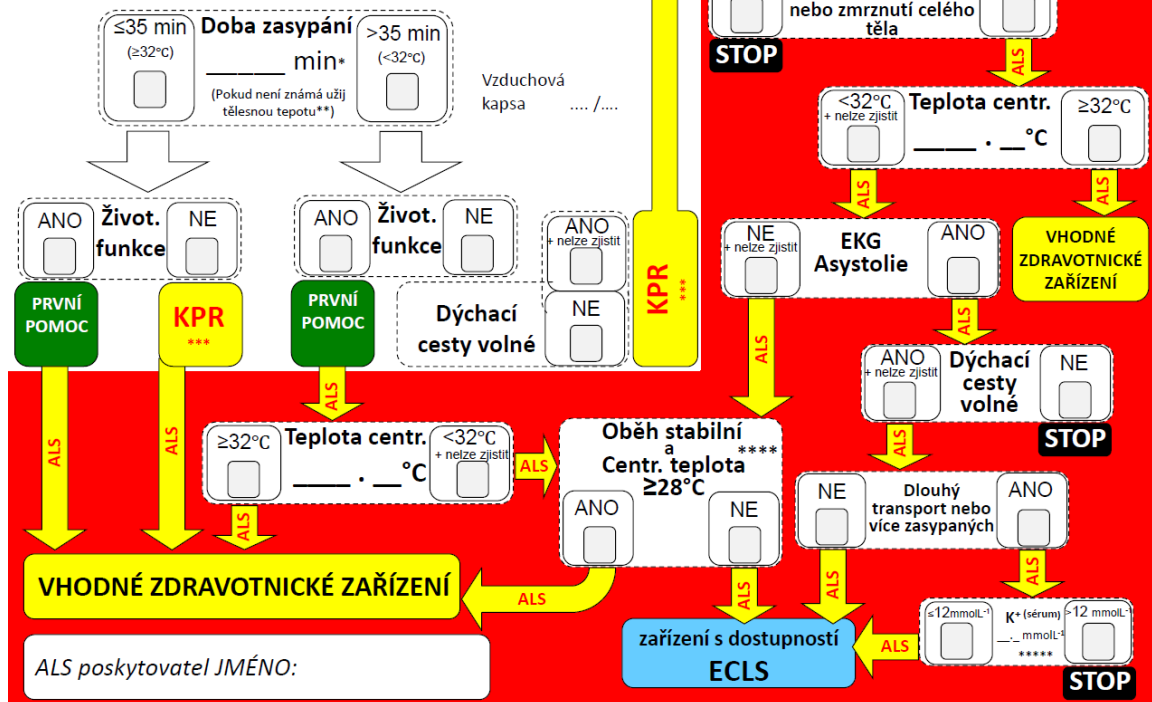 nebo zmrznutí celého
těla
STOP
≤35 min
(≥32°C)
Doba zasypání
_____ min*
(Pokud není známá užij
tělesnou tepotu**)
>35 min
(<32°C)
Vzduchová
kapsa .... /....
ALS
<32°C
+ nelze zjistit
Teplota centr.
____ . __°C
≥32°C
ALS
ALS
ANO
Život.
funkce
NE
ANO
Život.
funkce
NE
ANO
+ nelze zjistit
KPR
***
NE
+ nelze zjistit
EKG
Asystolie
ANO
VHODNÉ
ZDRAVOTNICKÉ
ZAŘÍZENÍ
PRVNÍ
POMOC
KPR
***
PRVNÍ
POMOC
Dýchací
cesty volné
NE
ALS
ALS
ANO
+ nelze zjistit
Dýchací
cesty
volné
NE
STOP
ALS
ALS
ALS
≥32°C
Teplota centr.
____ . __°C
<32°C
+ nelze zjistit
ALS
Oběh stabilní
a ****
Centr. teplota
≥28°C
ANO
NE
ALS
NE
Dlouhý
transport nebo
více zasypaných
ANO
ALS
VHODNÉ ZDRAVOTNICKÉ ZAŘÍZENÍ
ALS
ALS
ALS
ALS
≤12mmolL⁻¹
K⁺ (sérum)
__._ mmolL⁻¹
*****
>12 mmolL⁻¹
STOP
ALS
zařízení s dostupností
ECLS
ALS poskytovatel JMÉNO: